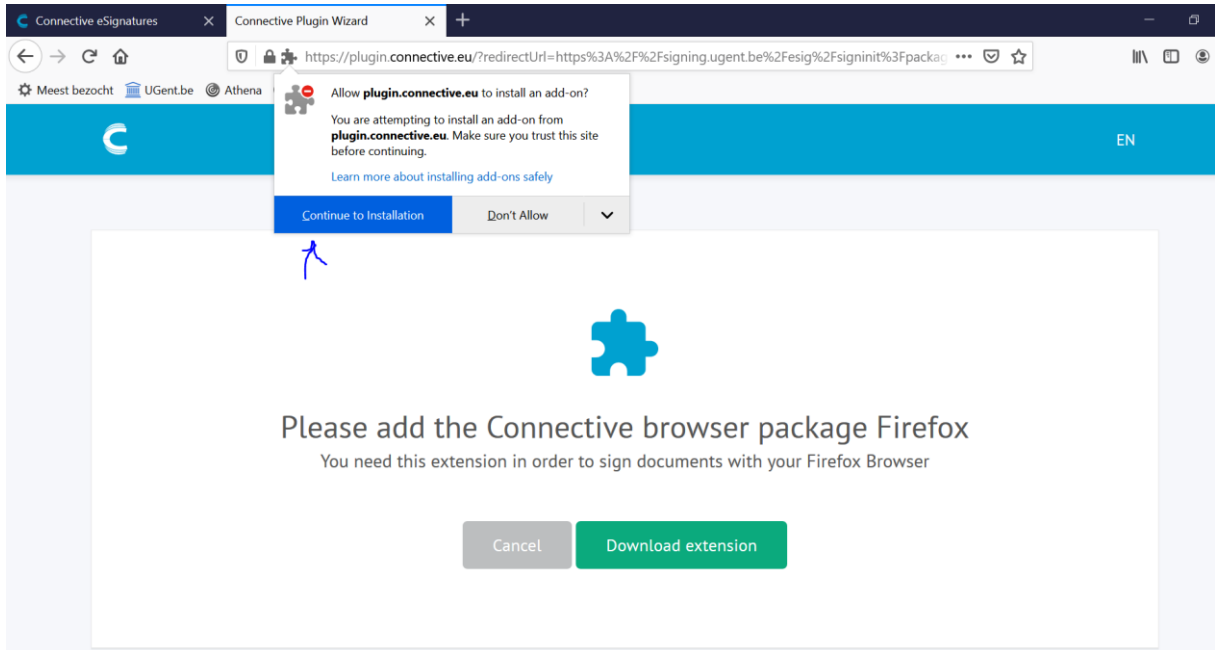 Connective eSignatures
Connective Plugin Wizard
https://plugin.connective.eu/?redirectUrl=https%3A%2F%2Fsigning.ugent.be%2Fesig%2Fsigninit%3Fpackag
Meest bezocht
UGent.be
Athena
Allow plugin.connective.eu to install an add-on?
You are attempting to install an add-on from
plugin.connective.eu. Make sure you trust this site
before continuing.
Learn more about installing add-ons safely
Continue to Installation
Don't Allow
EN
Please add the Connective browser package Firefox
You need this extension in order to sign documents with your Firefox Browser
Cancel
Download extension